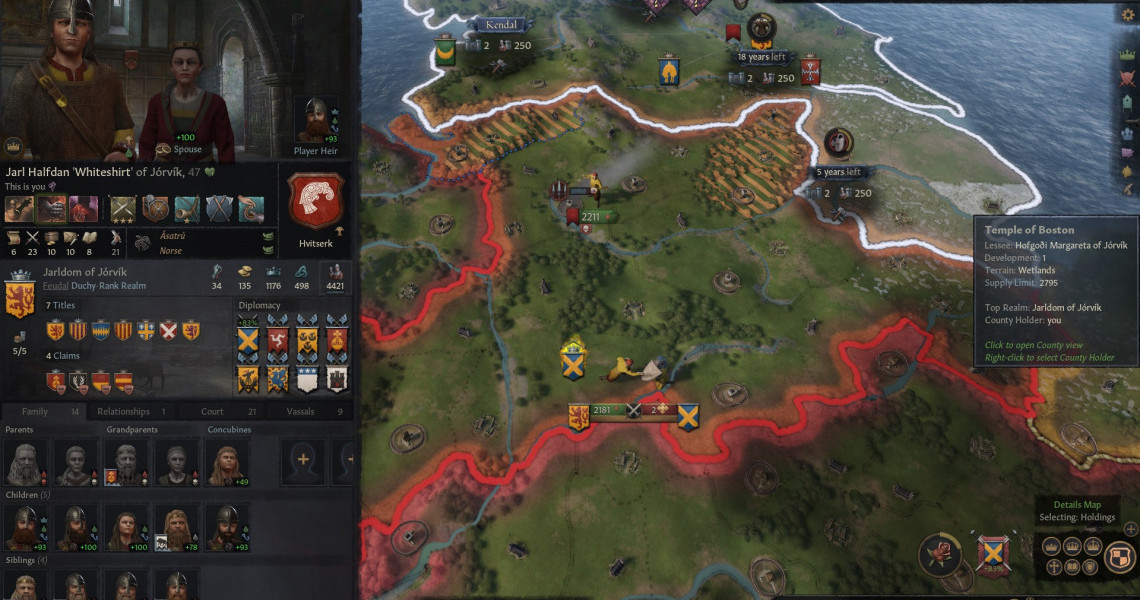 Kendal
2 250
18 years left
2 250
+100
Spouse
+93
Player Heir
Jarl Halfdan 'Whiteshirt' of Jórvík, 47
This is you
6 23 10 10 8 21
Ásatrú
Norse
Hvitserk
5 years left
2 250
2211
Temple of Boston
Lessee: Hofgoði Margareta of Jórvík
Development: 1
Terrain: Wetlands
Supply Limit: 2795
Top Realm: Jarldom of Jórvík
County Holder: you
Click to open County view
Right-click to select County Holder
Jarldom of Jórvík
Feudal Duchy-Rank Realm
34 135 1176 498 4421
7 Titles
Diplomacy
+83%
5/5
4 Claims
Family 14
Relationships 1
Court 21
Vassals 9
Parents
Grandparents
Concubines
+49
Children (5)
+93 +100 +100 +78 +93
Siblings (4)
2181 2
Details Map
Selecting: Holdings